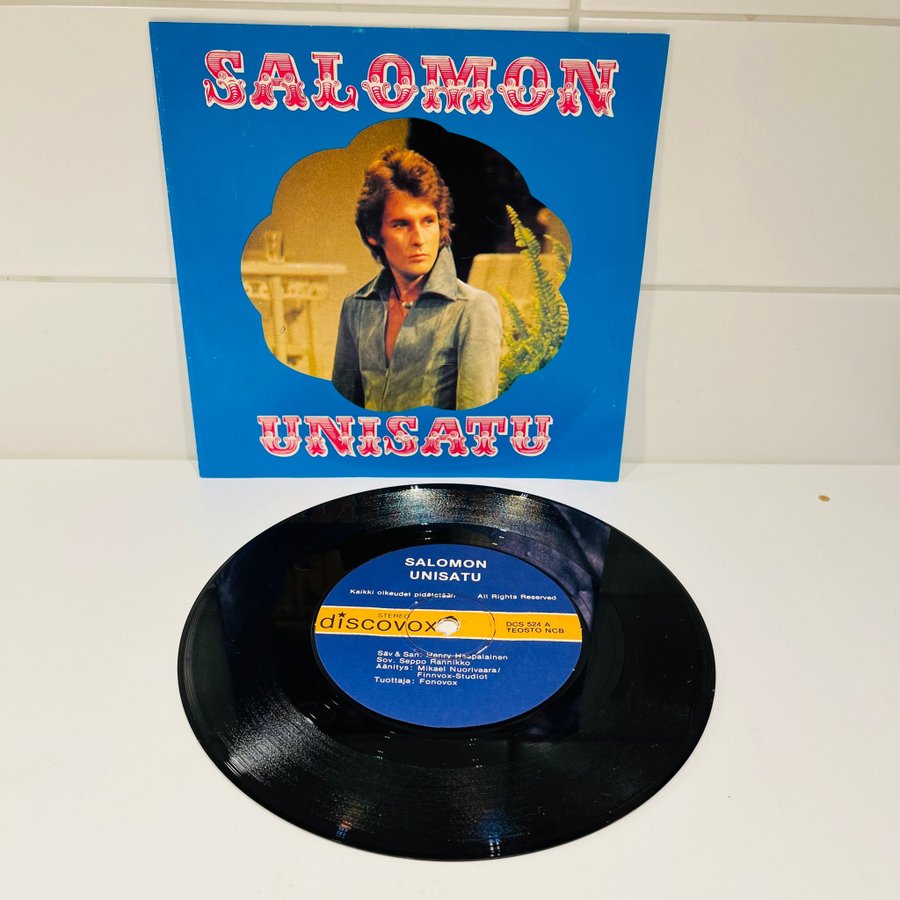 SALOMON
UNISATU
SALOMON
UNISATU
Kaikki oikeudet pidätetään All Rights Reserved
STEREO
discovox
DCS 524 A
TEOSTO NCB
Säv & San: Henry Haapalainen
Sov. Seppo Rannikko
Äänitys: Mikael Nuorivaara/
Finnvox-Studiot
Tuottaja: Fonovox